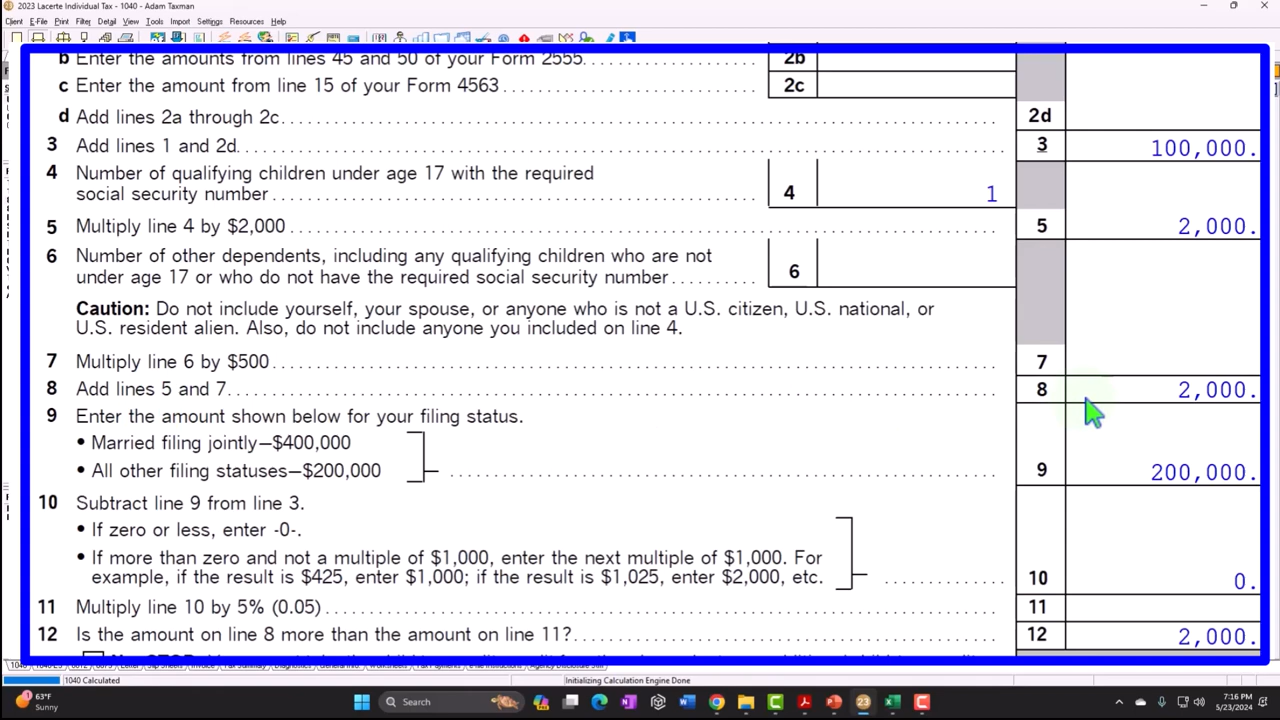 2023 Lacerte Individual Tax - 1040 - Adam Taxman
Client E-File Print Filter Detail View Tools Import Settings Resources Help
b Enter the amounts from lines 45 and 50 of your Form 2555. 2b
c Enter the amount from line 15 of your Form 4563 2c
d Add lines 2a through 2c. 2d
3 Add lines 1 and 2d. 3 100,000.
4 Number of qualifying children under age 17 with the required
social security number 4 1
5 Multiply line 4 by $2,000 5 2,000.
6 Number of other dependents, including any qualifying children who are not
under age 17 or who do not have the required social security number 6
Caution: Do not include yourself, your spouse, or anyone who is not a U.S. citizen, U.S. national, or
U.S. resident alien. Also, do not include anyone you included on line 4.
7 Multiply line 6 by $500 7
8 Add lines 5 and 7. 8 2,000.
9 Enter the amount shown below for your filing status.
• Married filing jointly—$400,000
• All other filing statuses—$200,000 9 200,000.
10 Subtract line 9 from line 3.
• If zero or less, enter -0-.
• If more than zero and not a multiple of $1,000, enter the next multiple of $1,000. For
example, if the result is $425, enter $1,000; if the result is $1,025, enter $2,000, etc. 10 0.
11 Multiply line 10 by 5% (0.05) 11
12 Is the amount on line 8 more than the amount on line 11? 12 2,000.
1040 Calculated Initializing Calculation Engine Done
63°F
Sunny
Search
23
7:16 PM
5/23/2024